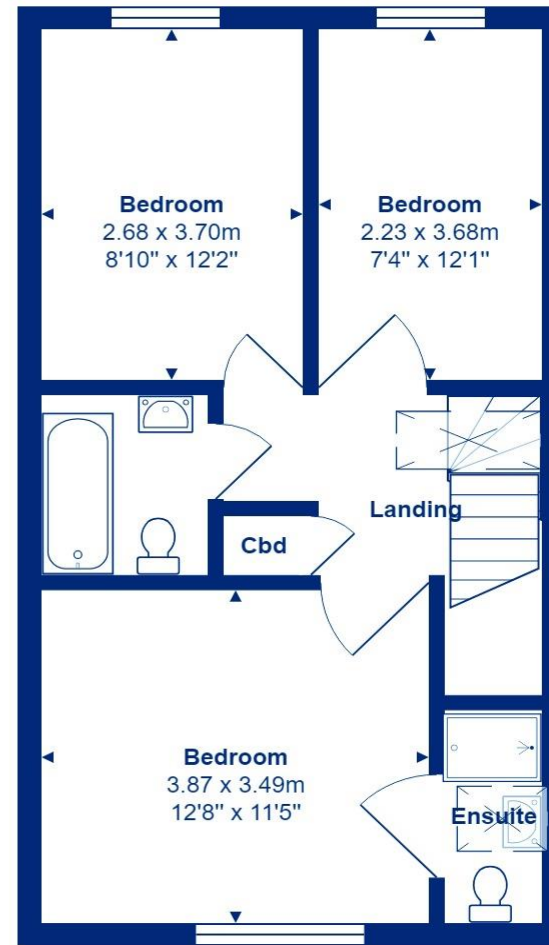 Bedroom
2.68 x 3.70m
8'10" x 12'2"
Bedroom
2.23 x 3.68m
7'4" x 12'1"
Landing
Cbd
Bedroom
3.87 x 3.49m
12'8" x 11'5"
Ensuite